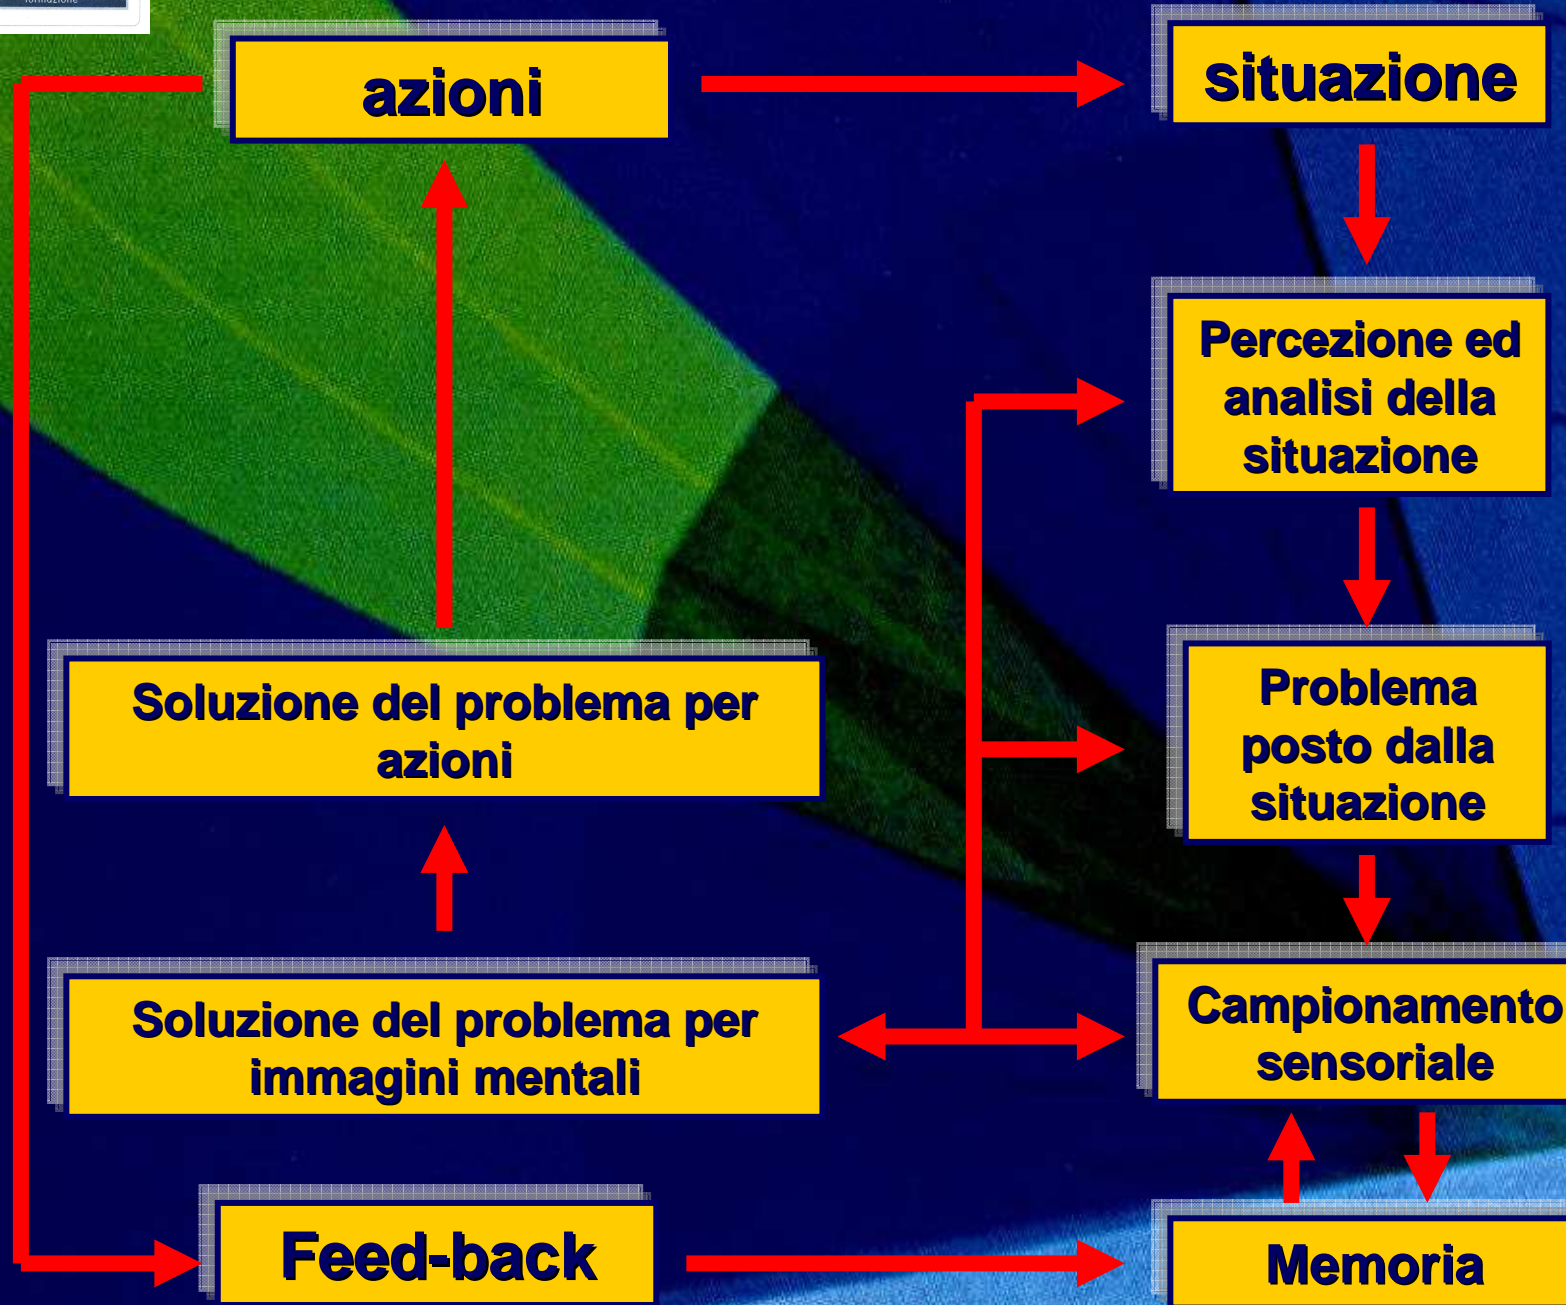 formazione
azioni
situazione
Percezione ed
analisi della
situazione
Soluzione del problema per
azioni
Problema
posto dalla
situazione
Soluzione del problema per
immagini mentali
Campionamento
sensoriale
Feed-back
Memoria